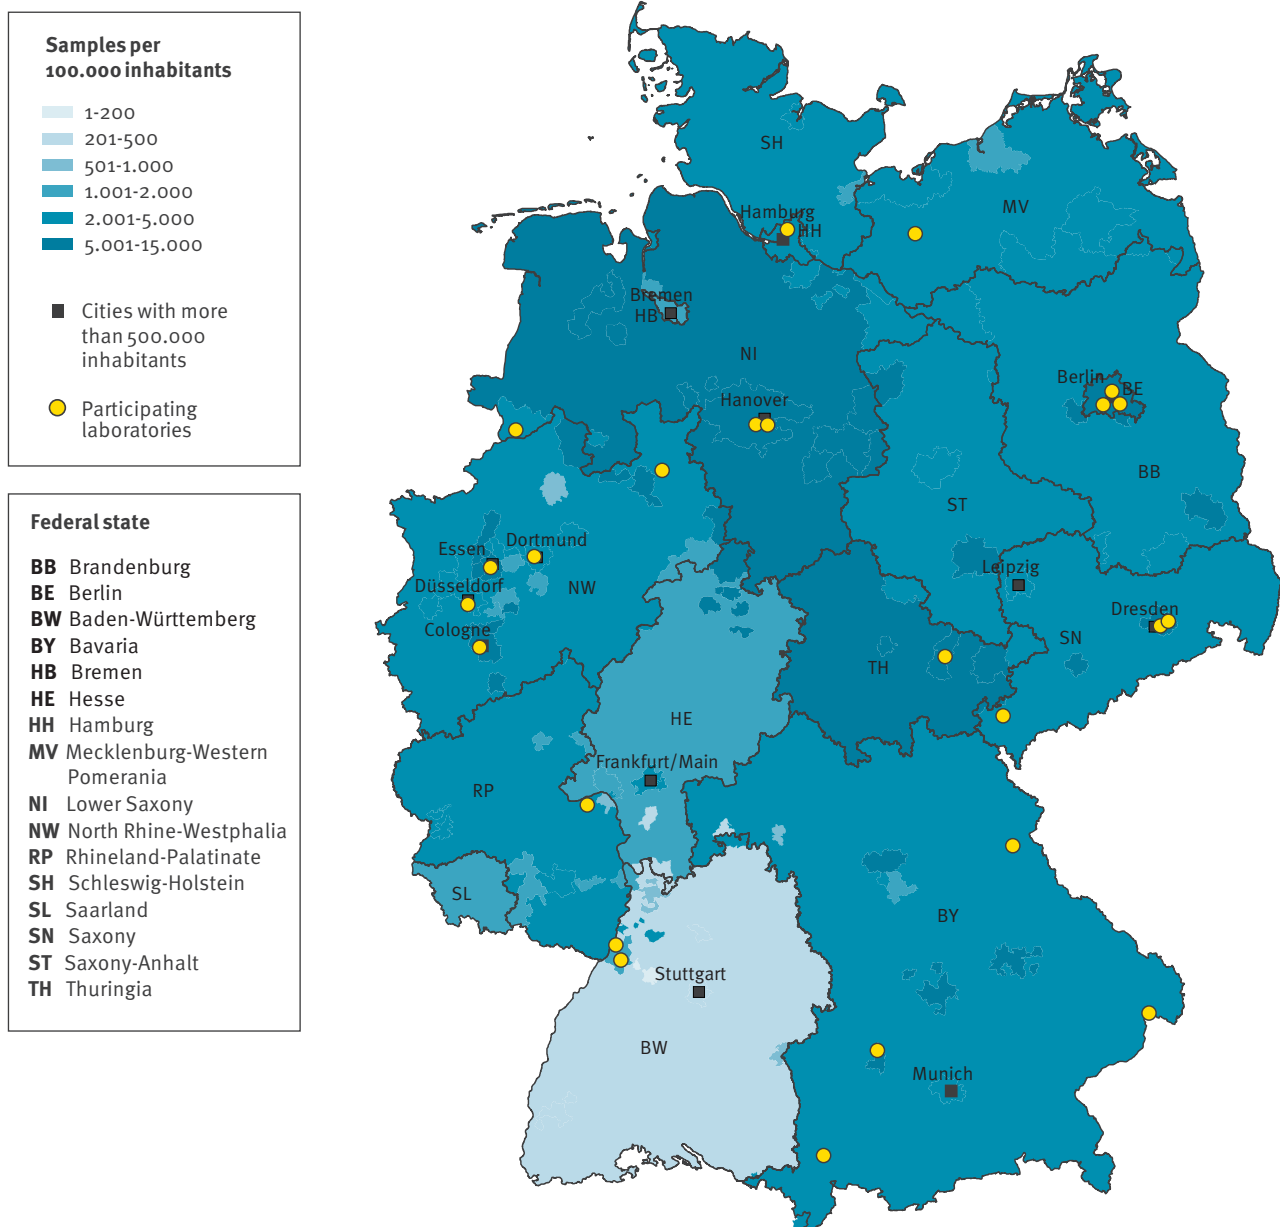 Samples per
100.000 inhabitants
1-200
201-500
501-1.000
1.001-2.000
2.001-5.000
5.001-15.000
Cities with more
than 500.000
inhabitants
Participating
laboratories
Federal state
BB Brandenburg
BE Berlin
BW Baden-Württemberg
BY Bavaria
HB Bremen
HE Hesse
HH Hamburg
MV Mecklenburg-Western
Pomerania
NI Lower Saxony
NW North Rhine-Westphalia
RP Rhineland-Palatinate
SH Schleswig-Holstein
SL Saarland
SN Saxony
ST Saxony-Anhalt
TH Thuringia
SH
MV
Hamburg
HH
Bremen
HB
NI
Berlin
BE
Hanover
BB
ST
Essen
Dortmund
Düsseldorf
NW
Leipzig
Cologne
Dresden
SN
TH
HE
Frankfurt/Main
RP
SL
BY
Stuttgart
BW
Munich